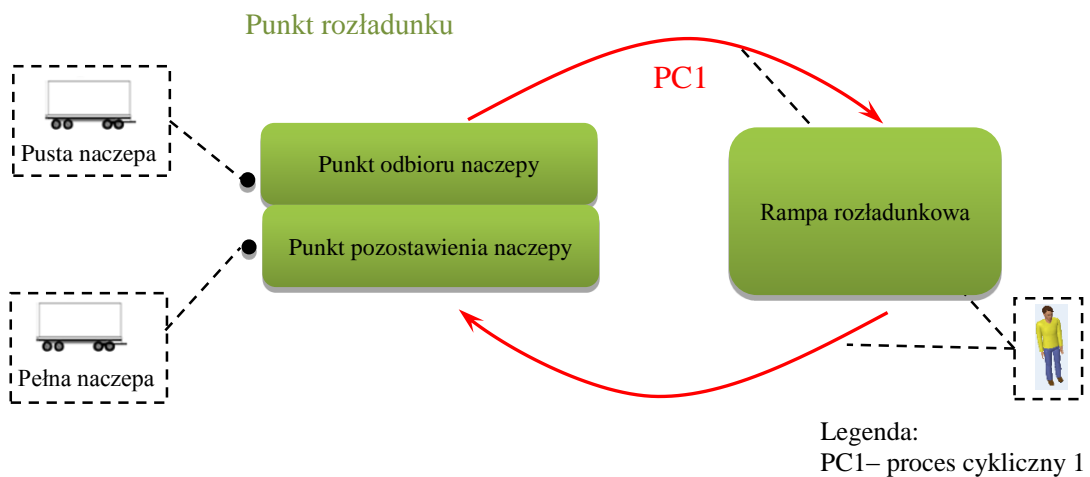 Punkt rozładunku
PC1
Pusta naczepa
Punkt odbioru naczepy
Rampa rozładunkowa
Punkt pozostawienia naczepy
Pełna naczepa
Legenda:
PC1– proces cykliczny 1